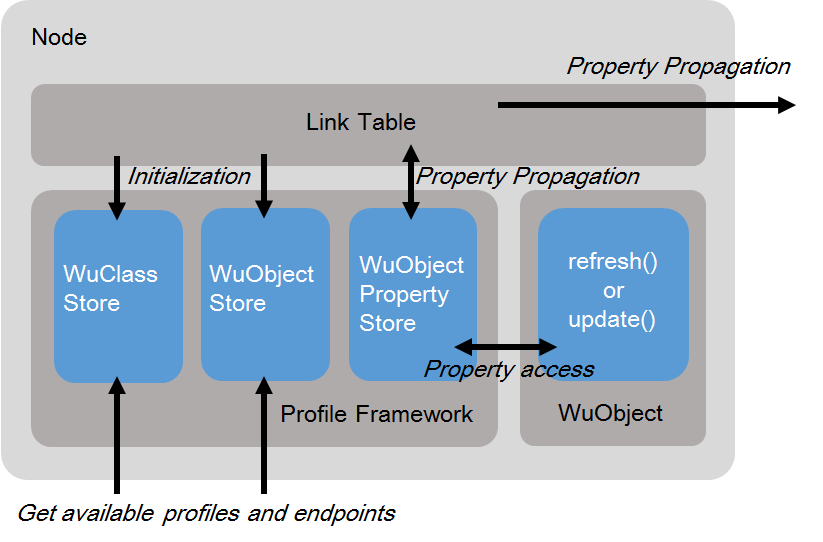 Node
Property Propagation
Link Table
Initialization
Property Propagation
WuClass
Store
WuObject
Store
WuObject
Property
Store
refresh()
or
update()
Property access
Profile Framework
WuObject
Get available profiles and endpoints